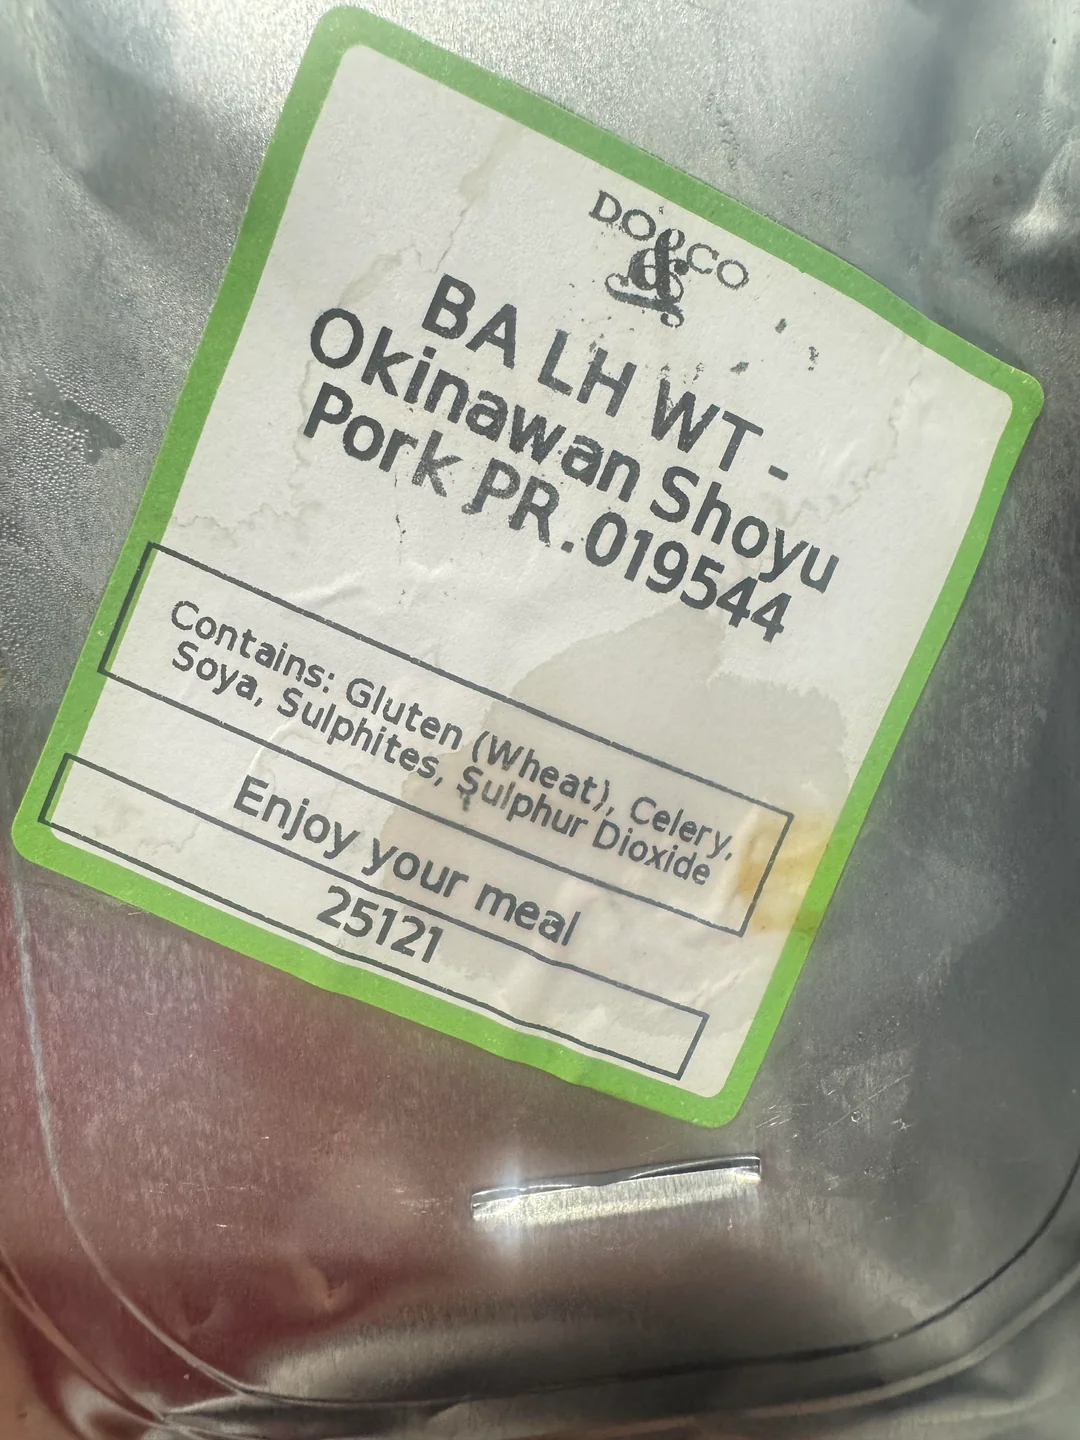 DO & CO
BA LH WT -
Okinawan Shoyu
Pork PR.019544
Contains: Gluten (Wheat), Celery,
Soya, Sulphites, Sulphur Dioxide
Enjoy your meal
25121